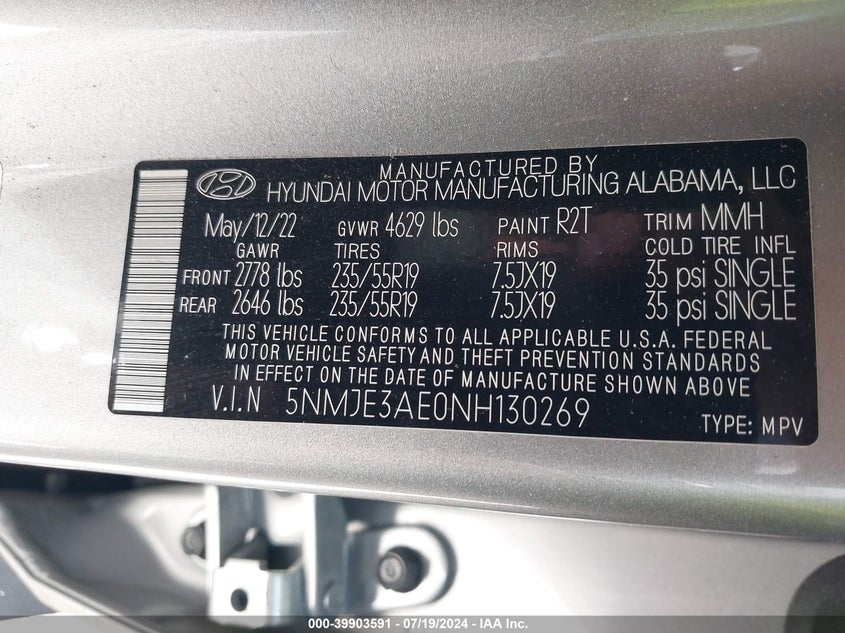 MANUFACTURED BY
HYUNDAI MOTOR MANUFACTURING ALABAMA, LLC
May/12/22 GVWR 4629 lbs PAINT R2T TRIM MMH
GAWR TIRES RIMS COLD TIRE INFL
FRONT 2778 lbs 235/55R19 7.5JX19 35 psi SINGLE
REAR 2646 lbs 235/55R19 7.5JX19 35 psi SINGLE
THIS VEHICLE CONFORMS TO ALL APPLICABLE U.S.A. FEDERAL
MOTOR VEHICLE SAFETY AND THEFT PREVENTION STANDARDS
IN EFFECT ON THE DATE OF MANUFACTURE SHOWN ABOVE
V.I.N 5NMJE3AE0NH130269
TYPE: MPV
000-39903591 - 07/19/2024 - IAAI.com